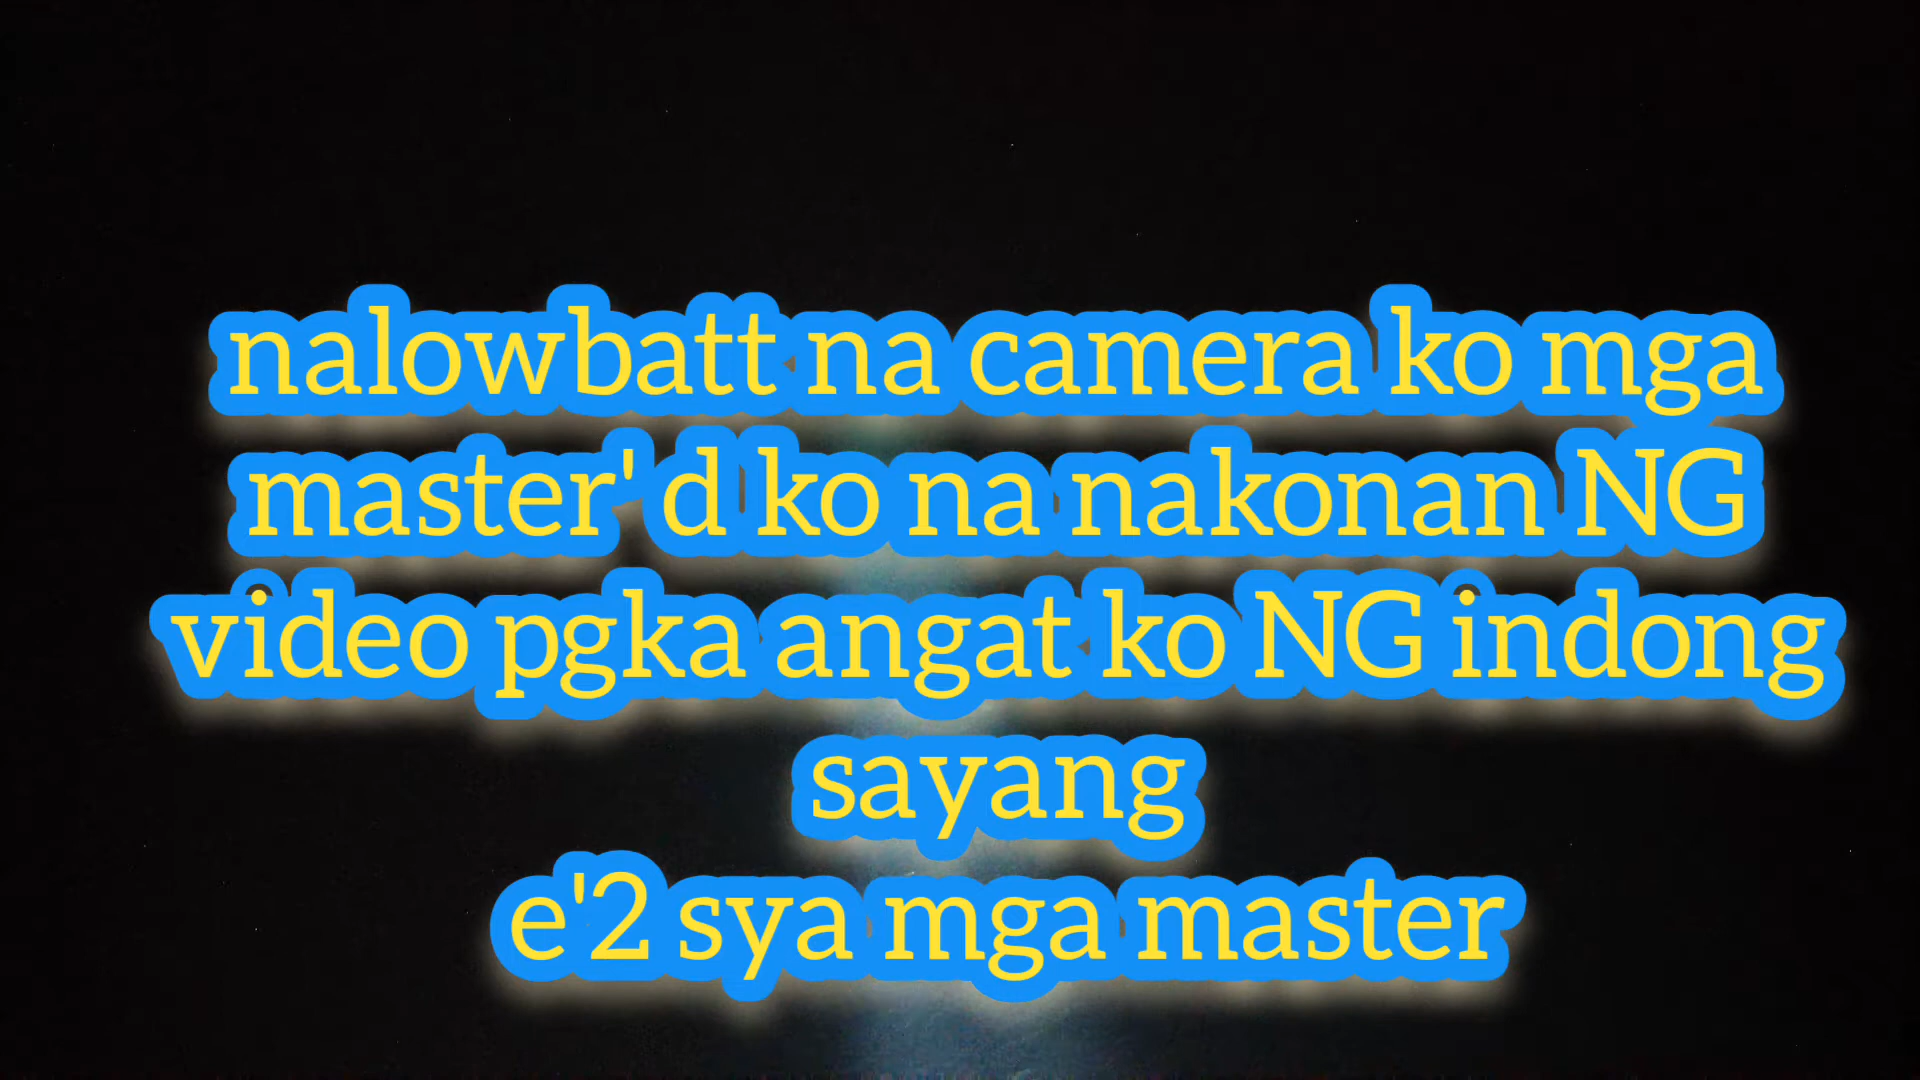 nalowbatt na camera ko mga
master' d ko na nakonan NG
video pgka angat ko NG indong
sayang
e'2 sya mga master